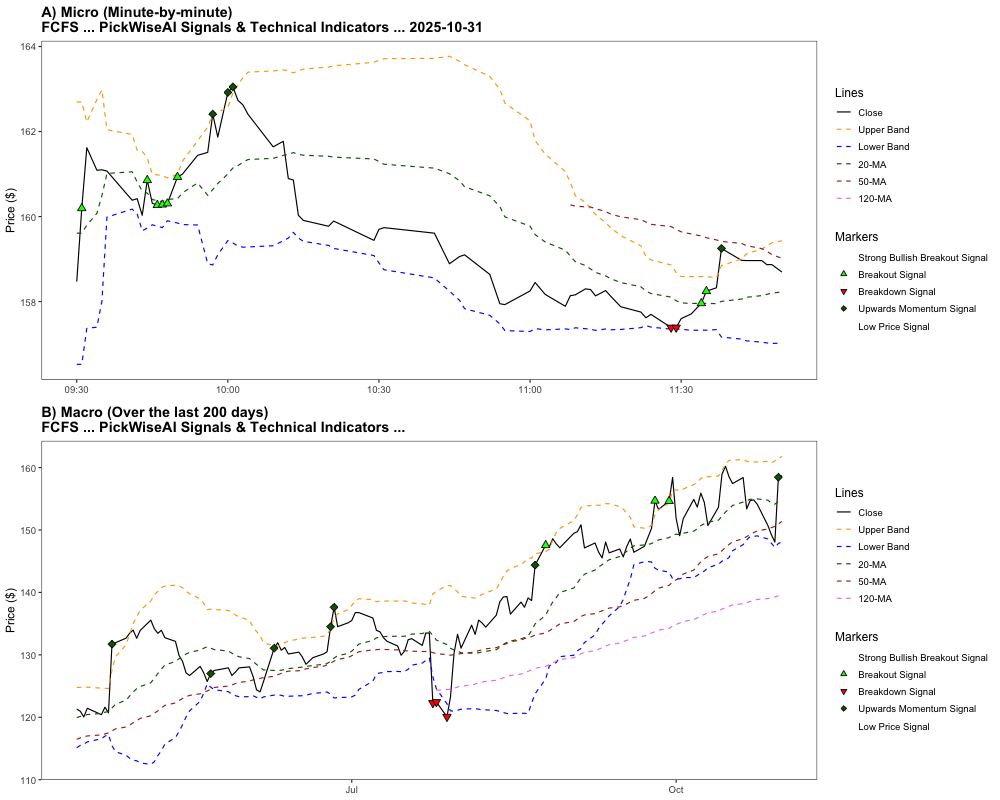 A) Micro (Minute-by-minute)
FCFS ... PickWiseAI Signals & Technical Indicators ... 2025-10-31
Price ($)
164
162
160
158
09:30
10:00
10:30
11:00
11:30
Lines
Close
Upper Band
Lower Band
20-MA
50-MA
120-MA
Markers
Strong Bullish Breakout Signal
Breakout Signal
Breakdown Signal
Upwards Momentum Signal
Low Price Signal
B) Macro (Over the last 200 days)
FCFS ... PickWiseAI Signals & Technical Indicators ...
Price ($)
160
150
140
130
120
110
Jul
Oct
Lines
Close
Upper Band
Lower Band
20-MA
50-MA
120-MA
Markers
Strong Bullish Breakout Signal
Breakout Signal
Breakdown Signal
Upwards Momentum Signal
Low Price Signal